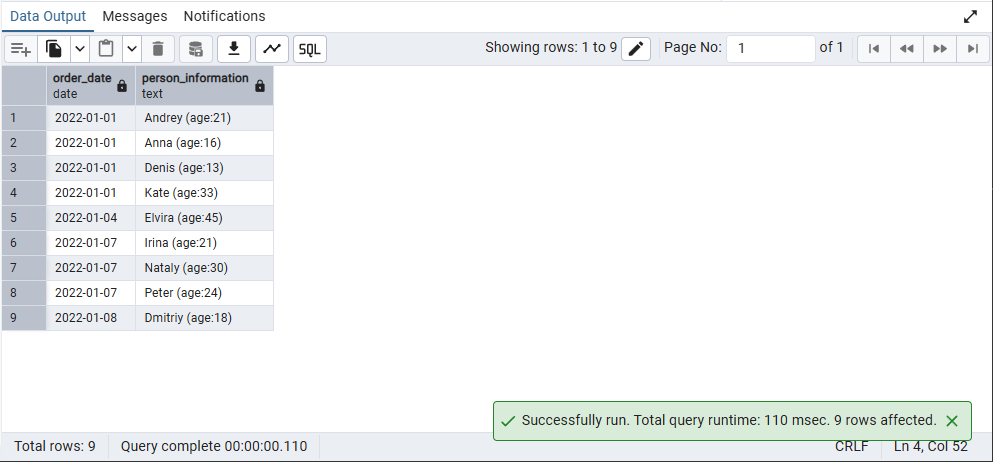 Data Output Messages Notifications
SQL Showing rows: 1 to 9 Page No: 1 of 1
order_date person_information
date text
1 2022-01-01 Andrey (age:21)
2 2022-01-01 Anna (age:16)
3 2022-01-01 Denis (age:13)
4 2022-01-01 Kate (age:33)
5 2022-01-04 Elvira (age:45)
6 2022-01-07 Irina (age:21)
7 2022-01-07 Nataly (age:30)
8 2022-01-07 Peter (age:24)
9 2022-01-08 Dmitriy (age:18)
Successfully run. Total query runtime: 110 msec. 9 rows affected.
Total rows: 9 Query complete 00:00:00.110 CRLF Ln 4, Col 52